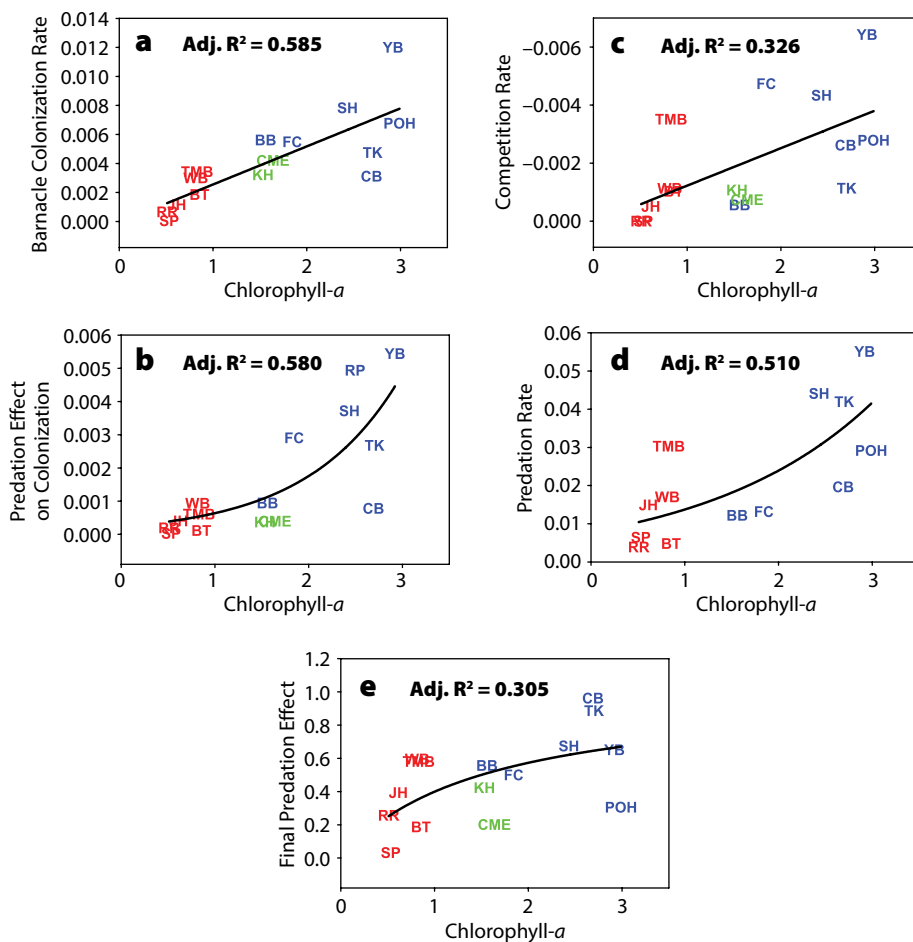 a Adj. R² = 0.585
Barnacle Colonization Rate
0.014
0.012
0.010
0.008
0.006
0.004
0.002
0.000
YB
SH
POH
BB
FC
TK
CME
TMB
KH
WB
CB
BT
JH
RR
SP
0 1 2 3
Chlorophyll-a
c Adj. R² = 0.326
Competition Rate
–0.006
–0.004
–0.002
0.000
YB
FC
SH
TMB
CB
POH
WB
BT
KH
TK
CME
BB
JH
RR
SP
0 1 2 3
Chlorophyll-a
b Adj. R² = 0.580
Predation Effect
on Colonization
0.006
0.005
0.004
0.003
0.002
0.001
0.000
YB
RP
SH
FC
TK
WB
BB
CB
TMB
JH
KH
CME
RR
SP
BT
0 1 2 3
Chlorophyll-a
d Adj. R² = 0.510
Predation Rate
0.06
0.05
0.04
0.03
0.02
0.01
0.00
YB
SH
TK
TMB
POH
CB
WB
JH
BB
FC
SP
RR
BT
0 1 2 3
Chlorophyll-a
e Adj. R² = 0.305
Final Predation Effect
1.2
1.0
0.8
0.6
0.4
0.2
0.0
CB
TK
SH
YB
WB
TMB
BB
FC
KH
JH
POH
RR
BT
CME
SP
0 1 2 3
Chlorophyll-a